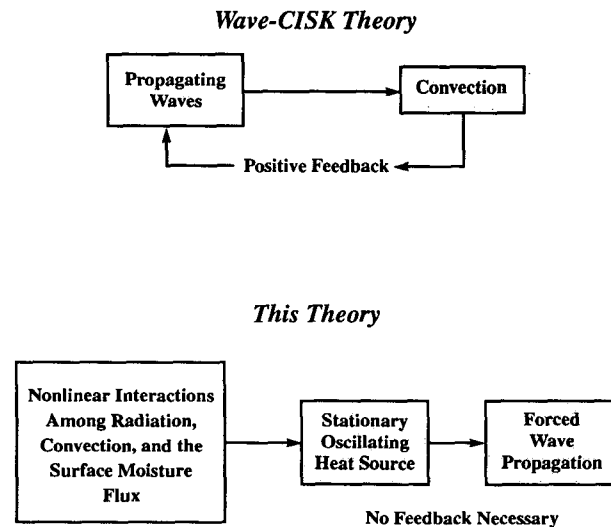 Wave-CISK Theory
Propagating
Waves
Convection
Positive Feedback
This Theory
Nonlinear Interactions
Among Radiation,
Convection, and the
Surface Moisture
Flux
Stationary
Oscillating
Heat Source
Forced
Wave
Propagation
No Feedback Necessary